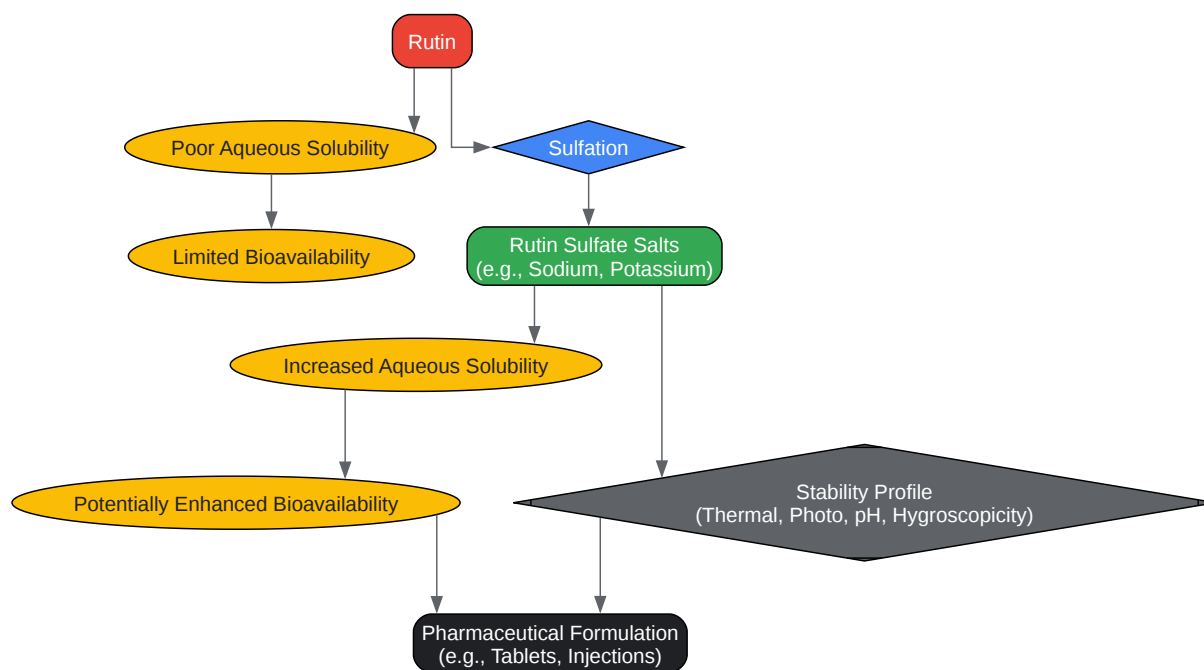 Rutin
Poor Aqueous Solubility
Sulfation
Limited Bioavailability
Rutin Sulfate Salts
(e.g., Sodium, Potassium)
Increased Aqueous Solubility
Potentially Enhanced Bioavailability
Stability Profile
(Thermal, Photo, pH, Hygroscopicity)
Pharmaceutical Formulation
(e.g., Tablets, Injections)